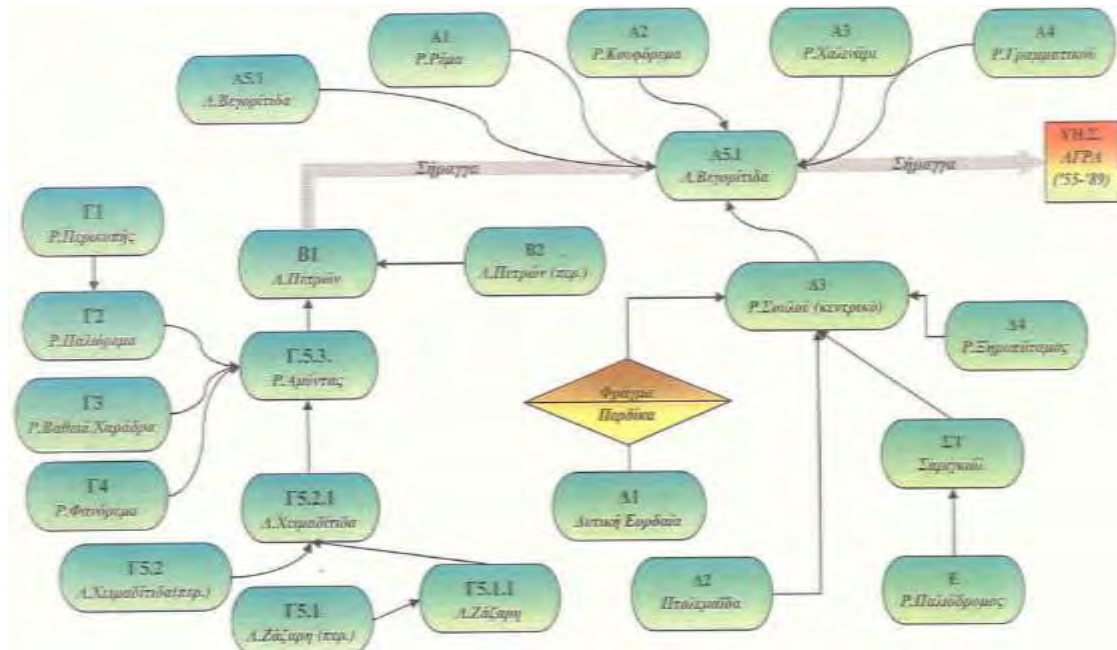 Α1
Ρ.Ρέμα
Α2
Ρ.Κουφόρεμα
Α3
Ρ.Χαλενάρι
Α4
Ρ.Γραμματικού
Α5.1
Λ.Βεγορίτιδα
Α5.1
Λ.Βεγορίτιδα
ΥΗ.Σ.
ΑΓΡΑ
('55-'89)
Σήραγγα
Σήραγγα
Γ1
Ρ.Περικοπής
Β1
Λ.Πετρών
Β2
Λ.Πετρών (περ.)
Δ3
Ρ.Σουλού (κεντρικό)
Γ2
Ρ.Παλιόρεμα
Γ.5.3.
Ρ.Αμύντας
Δ4
Ρ.Ξηροπόταμος
Φράγμα
Περδίκα
Γ3
Ρ.Βαθειά Χαράδρα
ΣΤ
Σαριγκιόλ
Γ4
Ρ.Φανόρεμα
Γ5.2.1
Λ.Χειμαδίτιδα
Δ1
Δυτική Εορδαία
Γ5.2
Λ.Χειμαδίτιδα(περ.)
Γ5.1
Λ.Ζάζαρη (περ.)
Γ5.1.1
Λ.Ζάζαρη
Δ2
Πτολεμαΐδα
Ε
Ρ.Παλιόδρομος